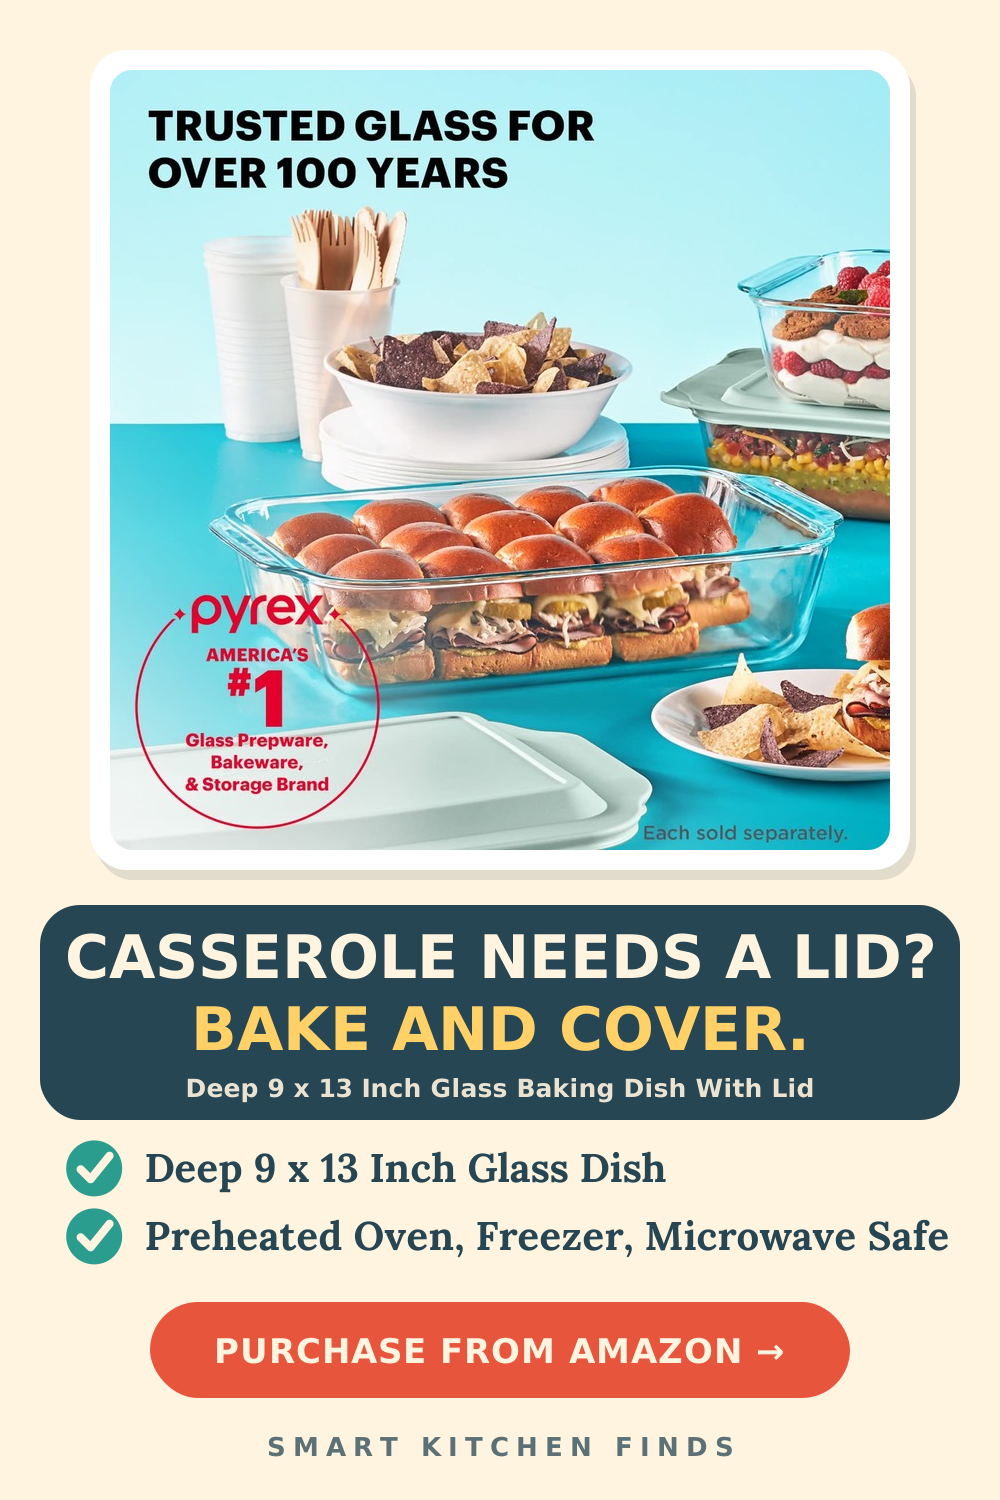 TRUSTED GLASS FOR
OVER 100 YEARS
pyrex
AMERICA'S
#1
Glass Prepware,
Bakeware,
& Storage Brand
Each sold separately.
CASSEROLE NEEDS A LID?
BAKE AND COVER.
Deep 9 x 13 Inch Glass Baking Dish With Lid
Deep 9 x 13 Inch Glass Dish
Preheated Oven, Freezer, Microwave Safe
PURCHASE FROM AMAZON →
SMART KITCHEN FINDS